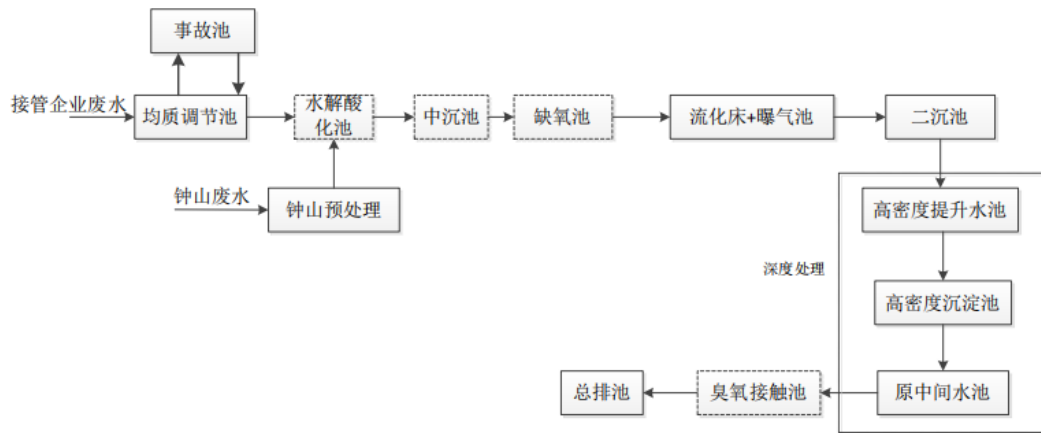 事故池
接管企业废水
均质调节池
水解酸
化池
中沉池
缺氧池
流化床+曝气池
二沉池
钟山废水
钟山预处理
高密度提升水池
深度处理
高密度沉淀池
总排池
臭氧接触池
原中间水池